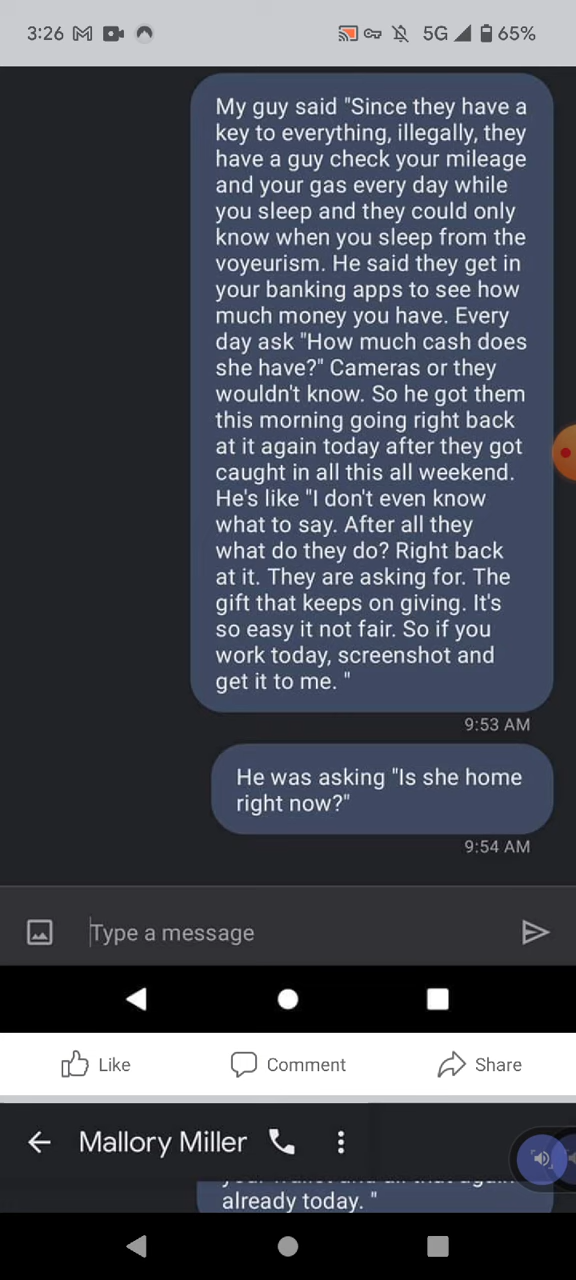 3:26
5G 65%
My guy said "Since they have a
key to everything, illegally, they
have a guy check your mileage
and your gas every day while
you sleep and they could only
know when you sleep from the
voyeurism. He said they get in
your banking apps to see how
much money you have. Every
day ask "How much cash does
she have?" Cameras or they
wouldn't know. So he got them
this morning going right back
at it again today after they got
caught in all this all weekend.
He's like "I don't even know
what to say. After all they
what do they do? Right back
at it. They are asking for. The
gift that keeps on giving. It's
so easy it not fair. So if you
work today, screenshot and
get it to me. "
9:53 AM
He was asking "Is she home
right now?"
9:54 AM
Type a message
Like Comment Share
Mallory Miller
your wallet and all that again
already today. "